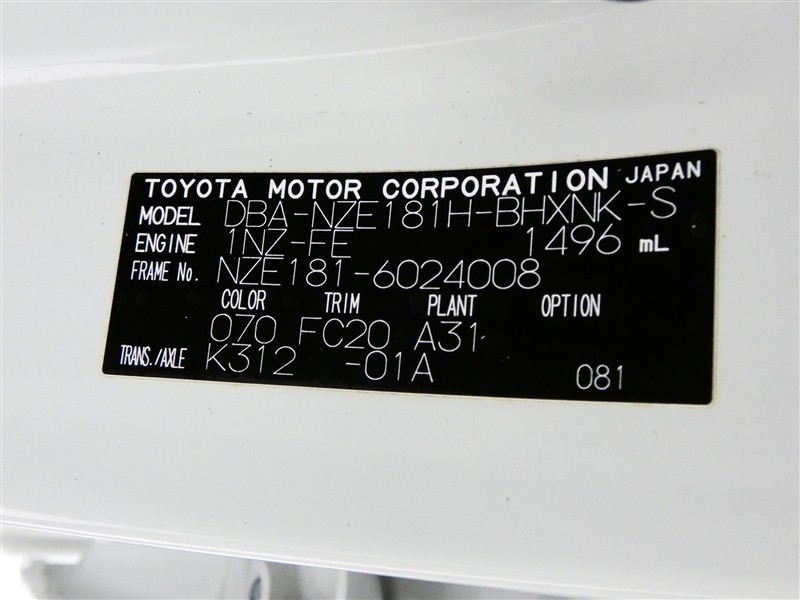 TOYOTA MOTOR CORPORATION JAPAN
MODEL DBA-NZE181H-BHXNK-S
ENGINE 1NZ-FE 1496 mL
FRAME No. NZE181-6024008
COLOR TRIM PLANT OPTION
070 FC20 A31
TRANS./AXLE K312 -01A 081